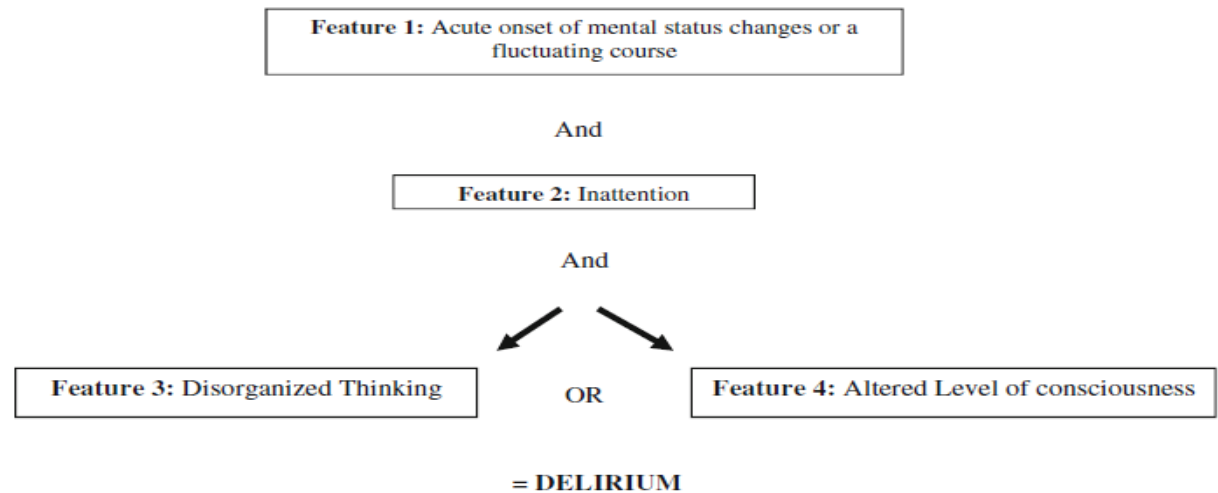 Feature 1: Acute onset of mental status changes or a
fluctuating course
And
Feature 2: Inattention
And
Feature 3: Disorganized Thinking
OR
Feature 4: Altered Level of consciousness
= DELIRIUM